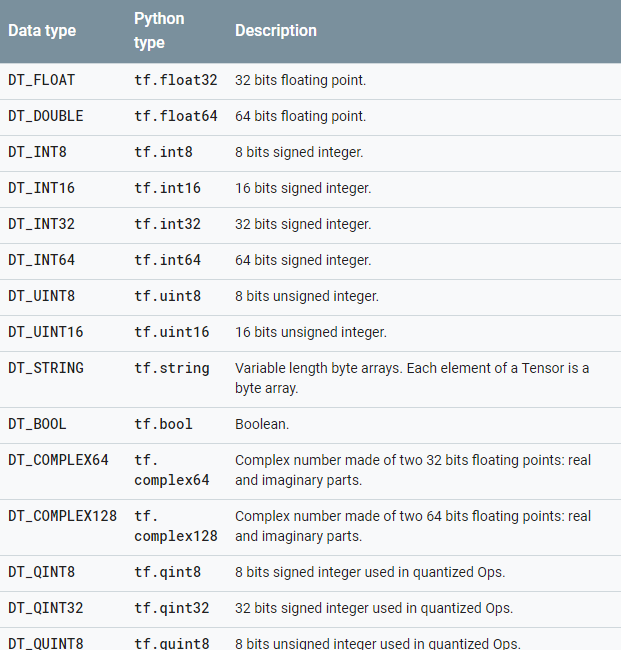 Data type Python type Description
DT_FLOAT tf.float32 32 bits floating point.
DT_DOUBLE tf.float64 64 bits floating point.
DT_INT8 tf.int8 8 bits signed integer.
DT_INT16 tf.int16 16 bits signed integer.
DT_INT32 tf.int32 32 bits signed integer.
DT_INT64 tf.int64 64 bits signed integer.
DT_UINT8 tf.uint8 8 bits unsigned integer.
DT_UINT16 tf.uint16 16 bits unsigned integer.
DT_STRING tf.string Variable length byte arrays. Each element of a Tensor is a
byte array.
DT_BOOL tf.bool Boolean.
DT_COMPLEX64 tf. Complex number made of two 32 bits floating points: real
complex64 and imaginary parts.
DT_COMPLEX128 tf. Complex number made of two 64 bits floating points: real
complex128 and imaginary parts.
DT_QINT8 tf.qint8 8 bits signed integer used in quantized Ops.
DT_QINT32 tf.qint32 32 bits signed integer used in quantized Ops.
DT_QUINT8 tf.quint8 8 bits unsigned integer used in quantized Ops.